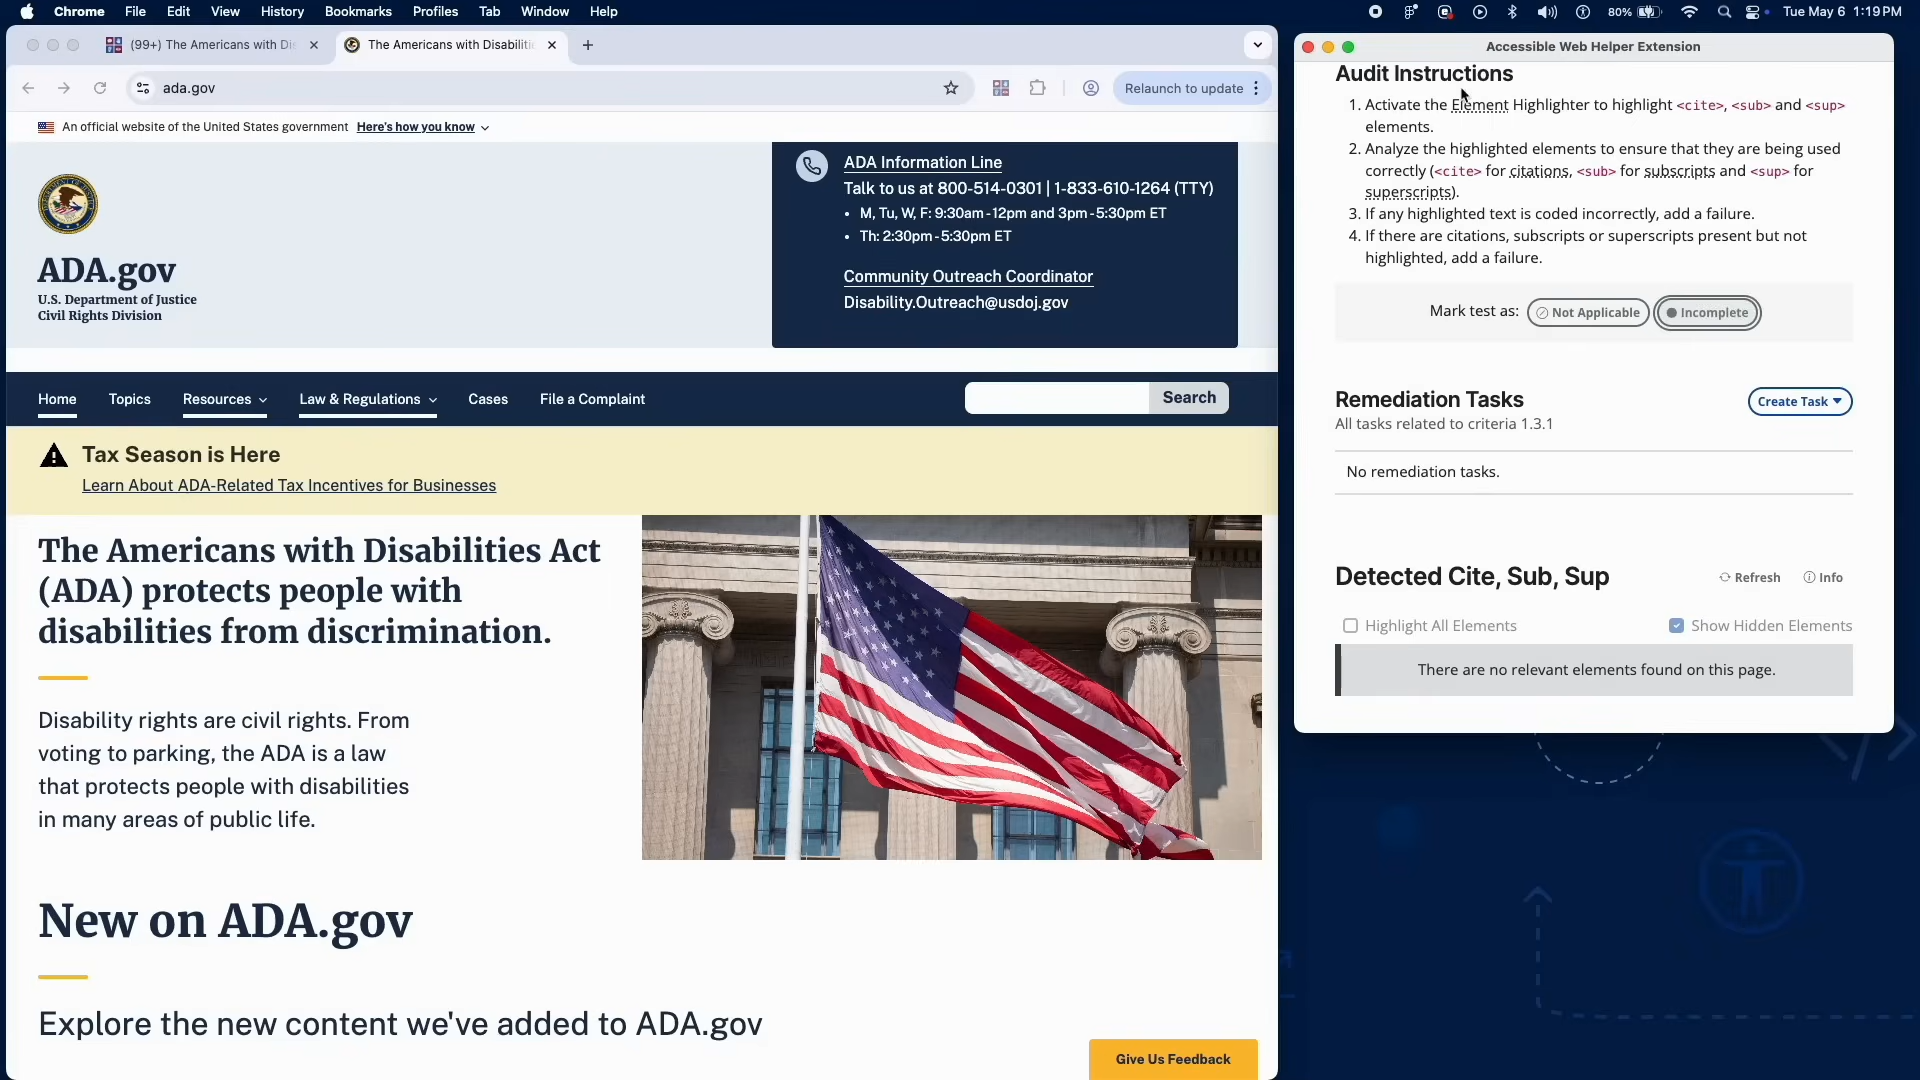 Chrome File Edit View History Bookmarks Profiles Tab Window Help
80% Tue May 6 1:19 PM
(99+) The Americans with Di
The Americans with Disabiliti
ada.gov
Relaunch to update
An official website of the United States government Here's how you know
ADA.gov
U.S. Department of Justice
Civil Rights Division
ADA Information Line
Talk to us at 800-514-0301 | 1-833-610-1264 (TTY)
• M, Tu, W, F: 9:30am-12pm and 3pm-5:30pm ET
• Th: 2:30pm-5:30pm ET
Community Outreach Coordinator
Disability.Outreach@usdoj.gov
Home Topics Resources Law & Regulations Cases File a Complaint
Search
Tax Season is Here
Learn About ADA-Related Tax Incentives for Businesses
The Americans with Disabilities Act
(ADA) protects people with
disabilities from discrimination.
Disability rights are civil rights. From
voting to parking, the ADA is a law
that protects people with disabilities
in many areas of public life.
New on ADA.gov
Explore the new content we've added to ADA.gov
Give Us Feedback
Accessible Web Helper Extension
Audit Instructions
1. Activate the Element Highlighter to highlight <cite>, <sub> and <sup>
elements.
2. Analyze the highlighted elements to ensure that they are being used
correctly (<cite> for citations, <sub> for subscripts and <sup> for
superscripts).
3. If any highlighted text is coded incorrectly, add a failure.
4. If there are citations, subscripts or superscripts present but not
highlighted, add a failure.
Mark test as: Not Applicable Incomplete
Remediation Tasks
Create Task
All tasks related to criteria 1.3.1
No remediation tasks.
Detected Cite, Sub, Sup
Refresh Info
Highlight All Elements Show Hidden Elements
There are no relevant elements found on this page.